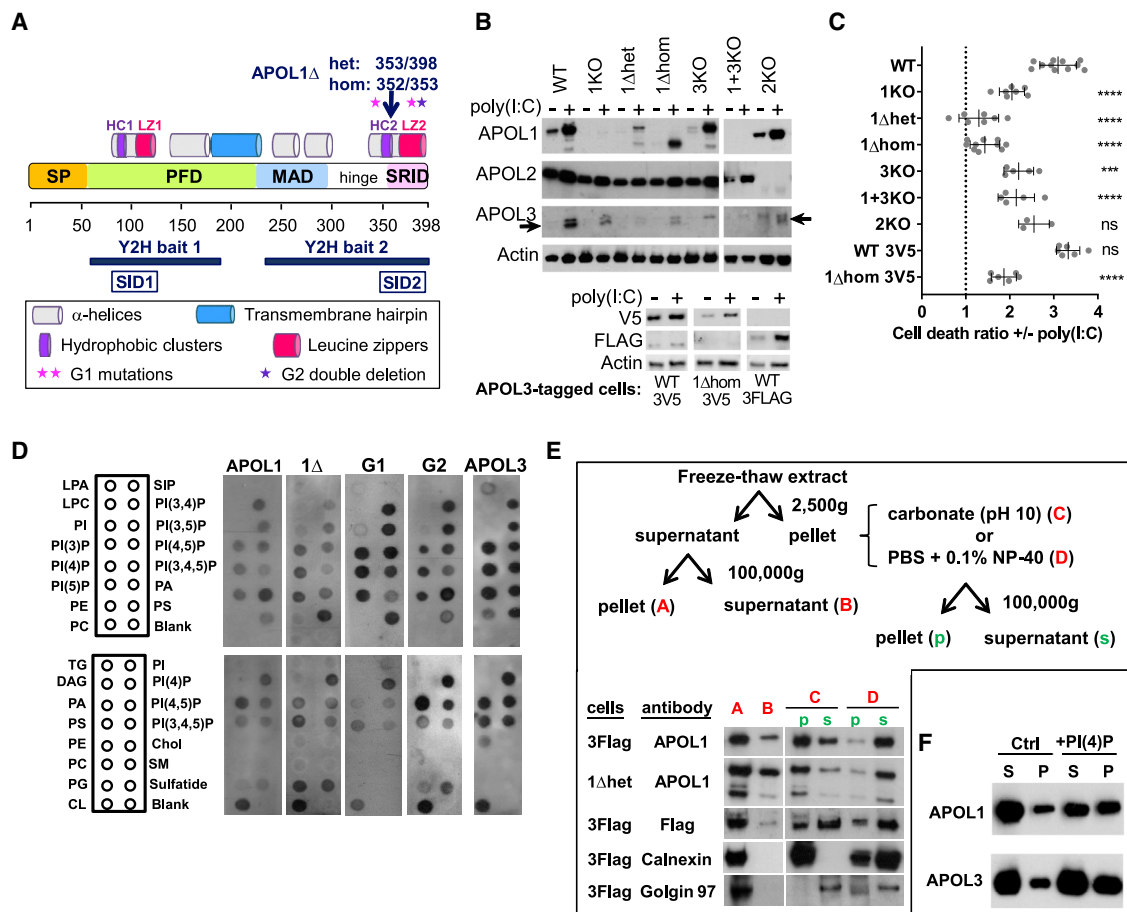 A
APOL1Δ
het: 353/398
hom: 352/353
★ ★★
HC1 LZ1
HC2 LZ2
SP PFD MAD hinge SRID
1 50 100 150 200 250 300 350 398
Y2H bait 1 Y2H bait 2
SID1 SID2
α-helices Transmembrane hairpin
Hydrophobic clusters Leucine zippers
★★ G1 mutations ★ G2 double deletion
B
WT 1KO 1Δhet 1Δhom 3KO 1+3KO 2KO
poly(I:C) - + - + - + - + - + - + - +
APOL1
APOL2
APOL3
Actin
poly(I:C) - + - + - +
V5
FLAG
Actin
APOL3-tagged cells: WT 3V5 1Δhom 3V5 WT 3FLAG
C
WT
1KO ****
1Δhet ****
1Δhom ****
3KO ***
1+3KO ****
2KO ns
WT 3V5 ns
1Δhom 3V5 ****
0 1 2 3 4
Cell death ratio +/- poly(I:C)
D
APOL1 1Δ G1 G2 APOL3
LPA SIP
LPC PI(3,4)P
PI PI(3,5)P
PI(3)P PI(4,5)P
PI(4)P PI(3,4,5)P
PI(5)P PA
PE PS
PC Blank
TG PI
DAG PI(4)P
PA PI(4,5)P
PS PI(3,4,5)P
PE Chol
PC SM
PG Sulfatide
CL Blank
E
Freeze-thaw extract
2,500g
supernatant pellet
carbonate (pH 10) (C)
or
PBS + 0.1% NP-40 (D)
100,000g
pellet (A) supernatant (B)
100,000g
pellet (p) supernatant (s)
cells antibody A B C D
p s p s
3Flag APOL1
1Δhet APOL1
3Flag Flag
3Flag Calnexin
3Flag Golgin 97
F
Ctrl +PI(4)P
S P S P
APOL1
APOL3